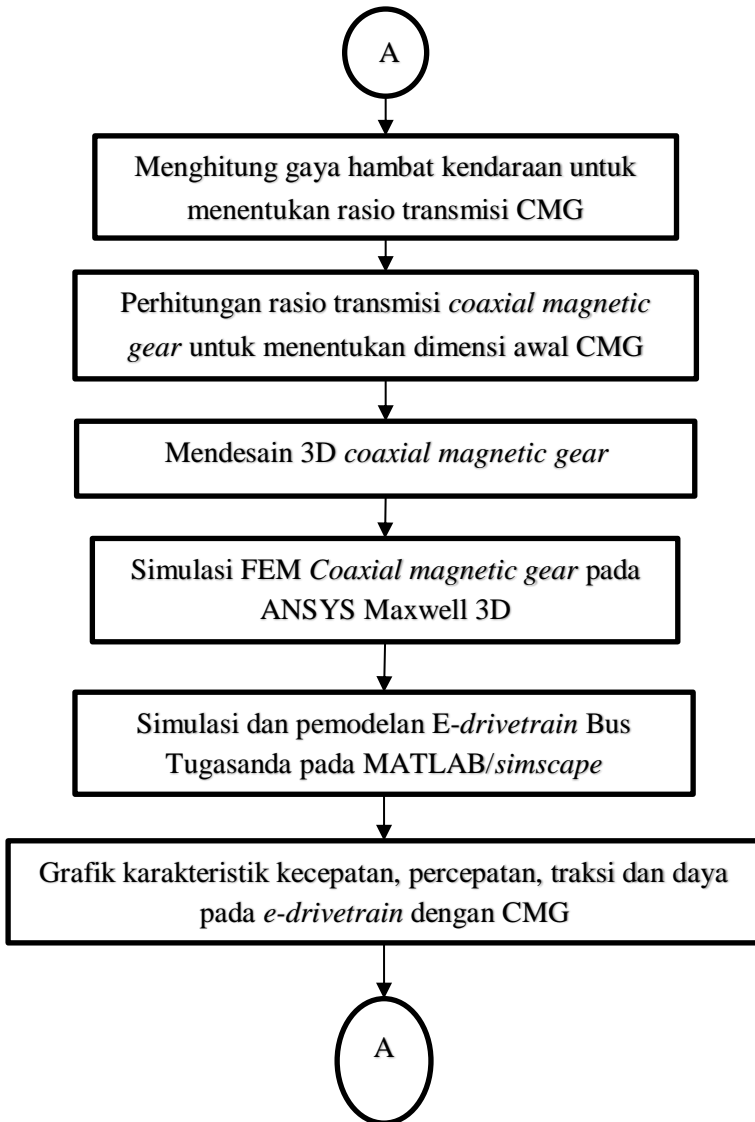 A
Menghitung gaya hambat kendaraan untuk
menentukan rasio transmisi CMG
Perhitungan rasio transmisi coaxial magnetic
gear untuk menentukan dimensi awal CMG
Mendesain 3D coaxial magnetic gear
Simulasi FEM Coaxial magnetic gear pada
ANSYS Maxwell 3D
Simulasi dan pemodelan E-drivetrain Bus
Tugasanda pada MATLAB/simscape
Grafik karakteristik kecepatan, percepatan, traksi dan daya
pada e-drivetrain dengan CMG
A